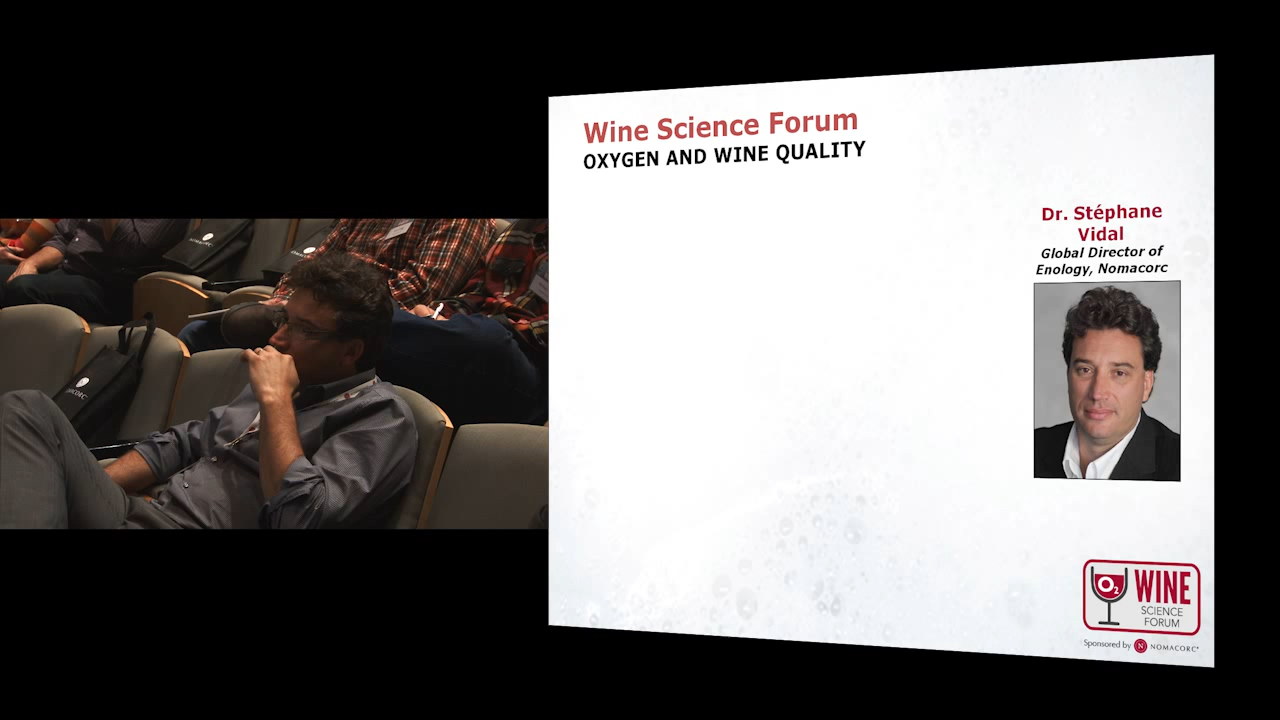 Wine Science Forum
OXYGEN AND WINE QUALITY
Dr. Stéphane
Vidal
Global Director of
Enology, Nomacorc
O2 WINE
SCIENCE
FORUM
Sponsored by N NOMACORC